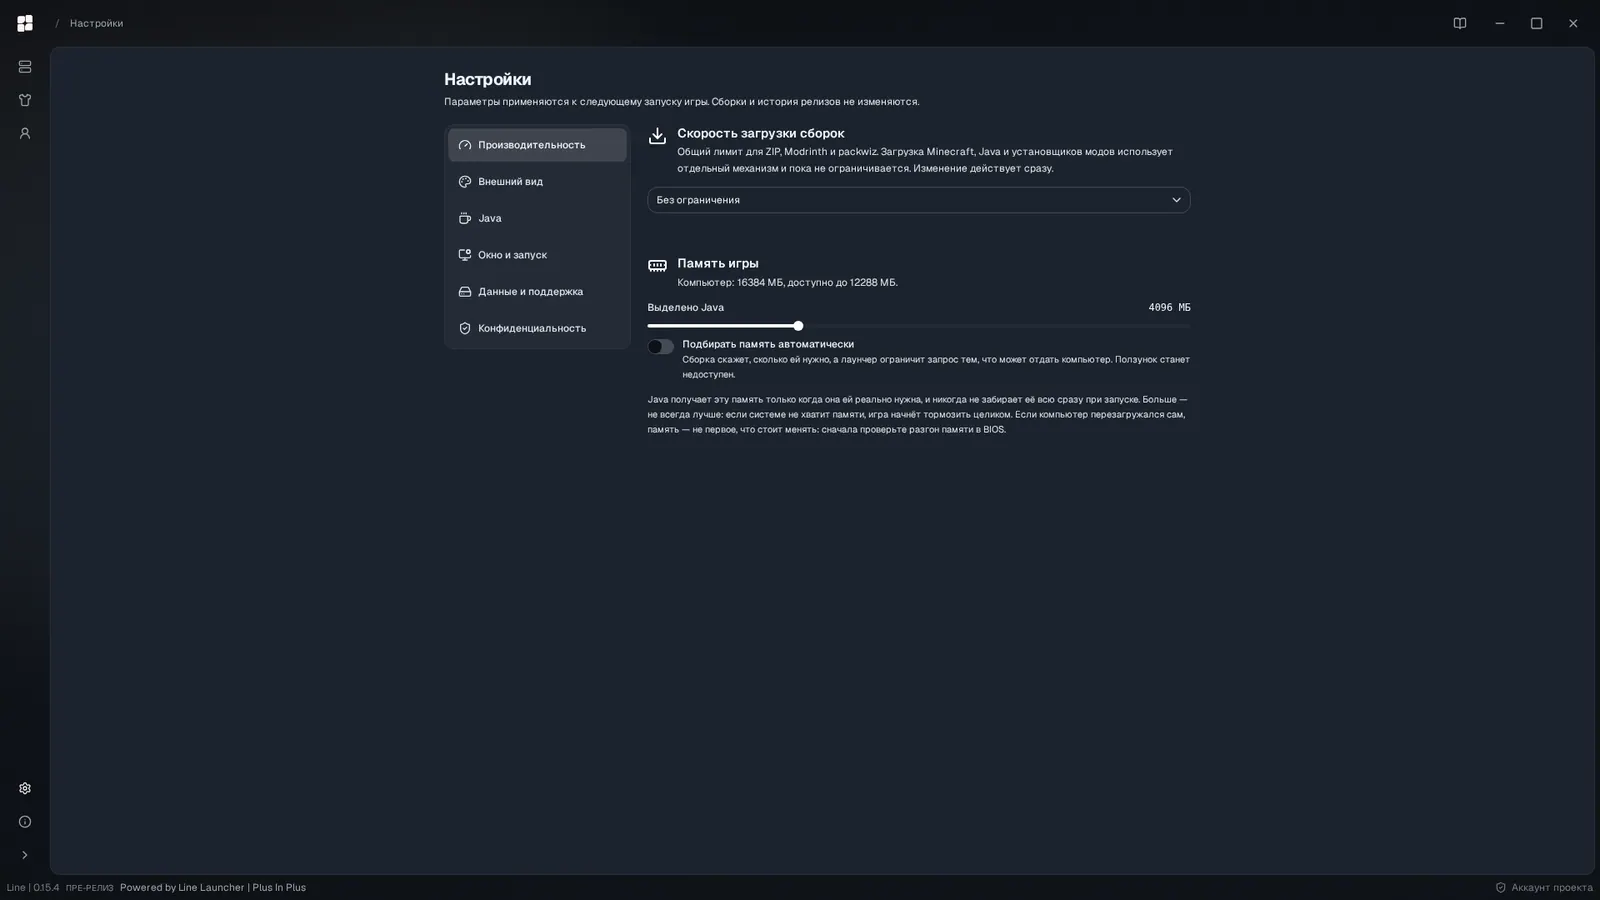 / Настройки
Настройки
Параметры применяются к следующему запуску игры. Сборки и история релизов не изменяются.
Производительность
Внешний вид
Java
Окно и запуск
Данные и поддержка
Конфиденциальность
Скорость загрузки сборок
Общий лимит для ZIP, Modrinth и packwiz. Загрузка Minecraft, Java и установщиков модов использует
отдельный механизм и пока не ограничивается. Изменение действует сразу.
Без ограничения
Память игры
Компьютер: 16384 МБ, доступно до 12288 МБ.
Выделено Java 4096 МБ
Подбирать память автоматически
Сборка скажет, сколько ей нужно, а лаунчер ограничит запрос тем, что может отдать компьютер. Ползунок станет
недоступен.
Java получает эту память только когда она ей реально нужна, и никогда не забирает её всю сразу при запуске. Больше —
не всегда лучше: если системе не хватит памяти, игра начнёт тормозить целиком. Если компьютер перезагружался сам,
память — не первое, что стоит менять: сначала проверьте разгон памяти в BIOS.
Line | 0.15.4 ПРЕ-РЕЛИЗ Powered by Line Launcher | Plus In Plus
Аккаунт проекта